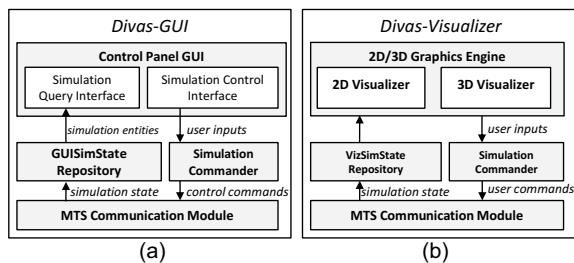 Divas-GUI
Control Panel GUI
Simulation
Query Interface
Simulation Control
Interface
simulation entities
user inputs
GUISimState
Repository
Simulation
Commander
simulation state
control commands
MTS Communication Module
(a)
Divas-Visualizer
2D/3D Graphics Engine
2D Visualizer
3D Visualizer
user inputs
VizSimState
Repository
Simulation
Commander
simulation state
user commands
MTS Communication Module
(b)